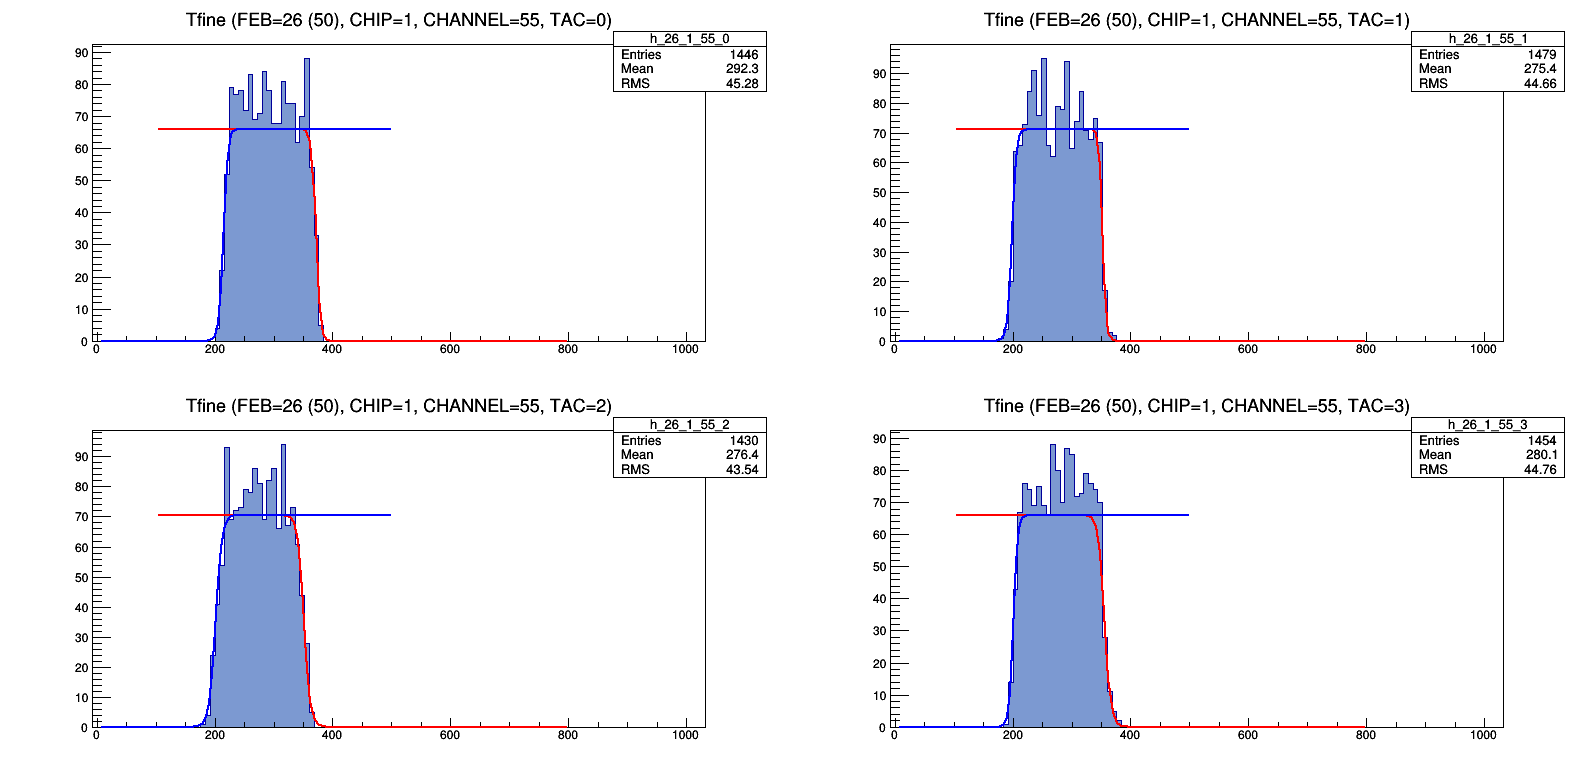 Tfine (FEB=26 (50), CHIP=1, CHANNEL=55, TAC=0)
h_26_1_55_0
Entries 1446
Mean 292.3
RMS 45.28
90
80
70
60
50
40
30
20
10
0
0 200 400 600 800 1000
Tfine (FEB=26 (50), CHIP=1, CHANNEL=55, TAC=1)
h_26_1_55_1
Entries 1479
Mean 275.4
RMS 44.66
90
80
70
60
50
40
30
20
10
0
0 200 400 600 800 1000
Tfine (FEB=26 (50), CHIP=1, CHANNEL=55, TAC=2)
h_26_1_55_2
Entries 1430
Mean 276.4
RMS 43.54
90
80
70
60
50
40
30
20
10
0
0 200 400 600 800 1000
Tfine (FEB=26 (50), CHIP=1, CHANNEL=55, TAC=3)
h_26_1_55_3
Entries 1454
Mean 280.1
RMS 44.76
90
80
70
60
50
40
30
20
10
0
0 200 400 600 800 1000